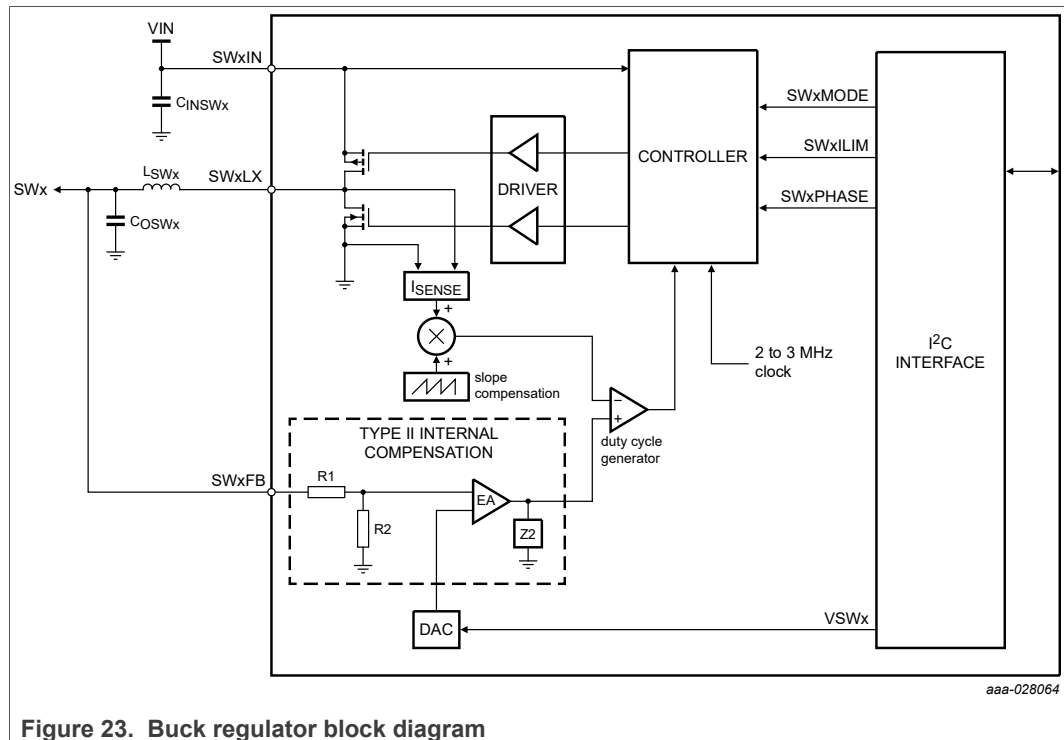 VIN
SWxIN
CINSWx
SWxMODE
CONTROLLER
SWxILIM
LSWx
SWxLX
SWx
DRIVER
SWxPHASE
COSWx
ISENSE
+
+
slope
compensation
2 to 3 MHz
clock
I2C
INTERFACE
−
+
duty cycle
generator
TYPE II INTERNAL
COMPENSATION
SWxFB
R1
EA
R2
Z2
DAC
VSWx
aaa-028064
Figure 23. Buck regulator block diagram